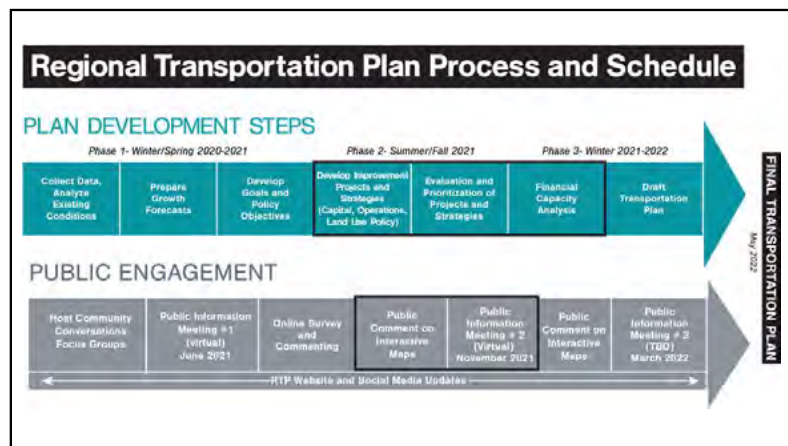 Regional Transportation Plan Process and Schedule
PLAN DEVELOPMENT STEPS
Phase 1- Winter/Spring 2020-2021
Phase 2- Summer/Fall 2021
Phase 3- Winter 2021-2022
Collect Data,
Analyze
Existing
Conditions
Prepare
Growth
Forecasts
Develop
Goals and
Policy
Objectives
Develop Improvement
Projects and
Strategies
(Capital, Operations,
Land Use Policy)
Evaluation and
Prioritization of
Projects and
Strategies
Financial
Capacity
Analysis
Draft
Transportation
Plan
FINAL TRANSPORTATION PLAN
May 2022
PUBLIC ENGAGEMENT
Host Community
Conversations
Focus Groups
Public Information
Meeting #1
(virtual)
June 2021
Online Survey
and
Commenting
Public
Comment on
Interactive
Maps
Public
Information
Meeting # 2
(Virtual)
November 2021
Public
Comment on
Interactive
Maps
Public
Information
Meeting # 3
(TBD)
March 2022
RTP Website and Social Media Updates